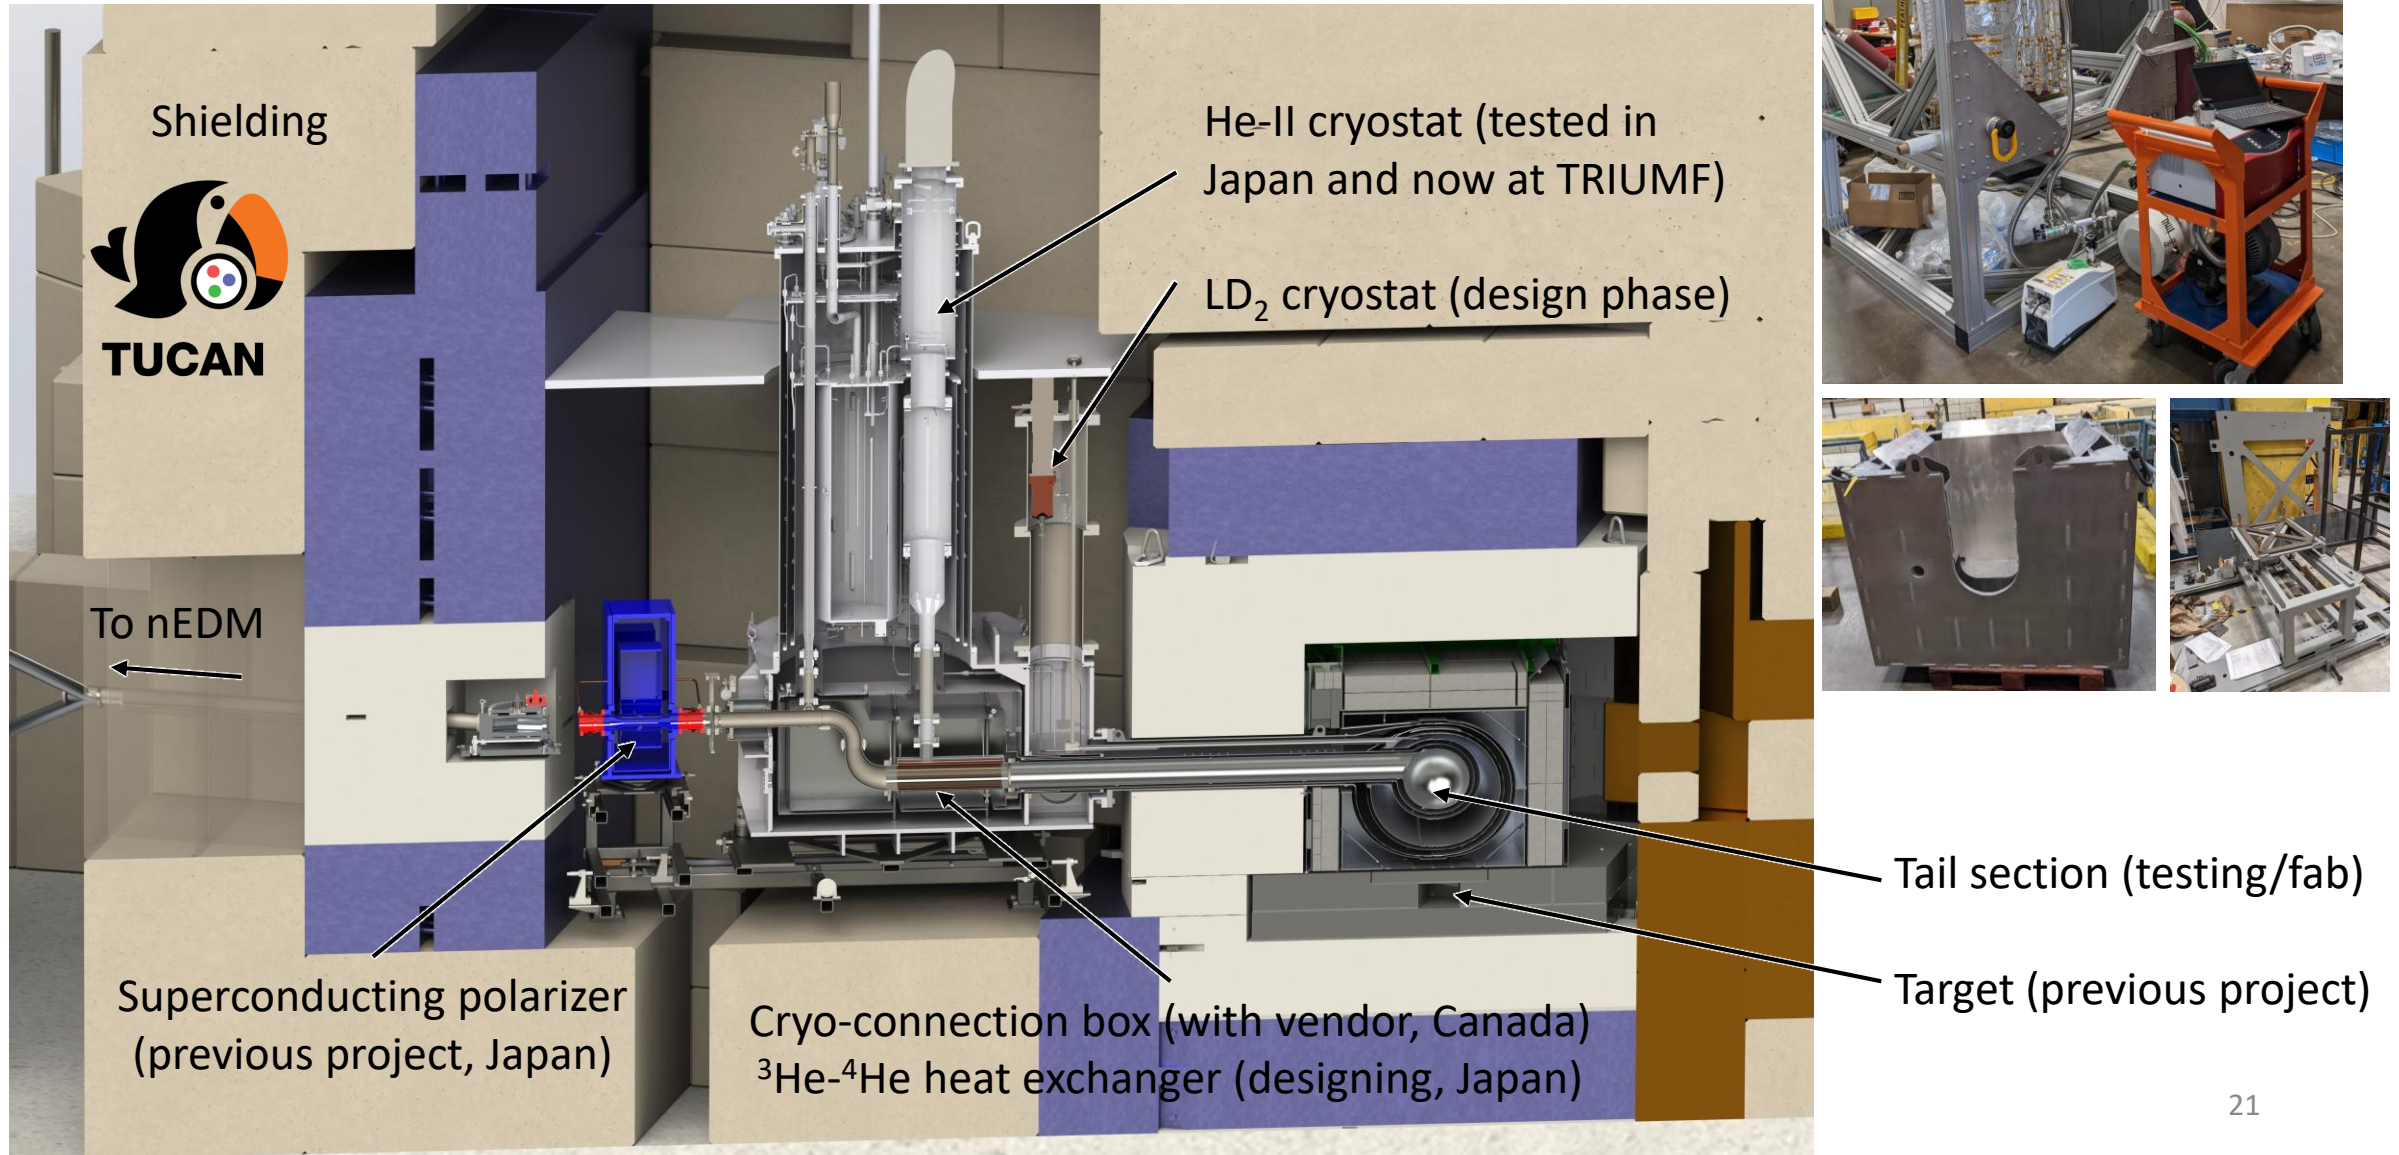 Shielding
TUCAN
To nEDM
He-II cryostat (tested in
Japan and now at TRIUMF)
LD₂ cryostat (design phase)
Superconducting polarizer
(previous project, Japan)
Cryo-connection box (with vendor, Canada)
³He-⁴He heat exchanger (designing, Japan)
Tail section (testing/fab)
Target (previous project)
21